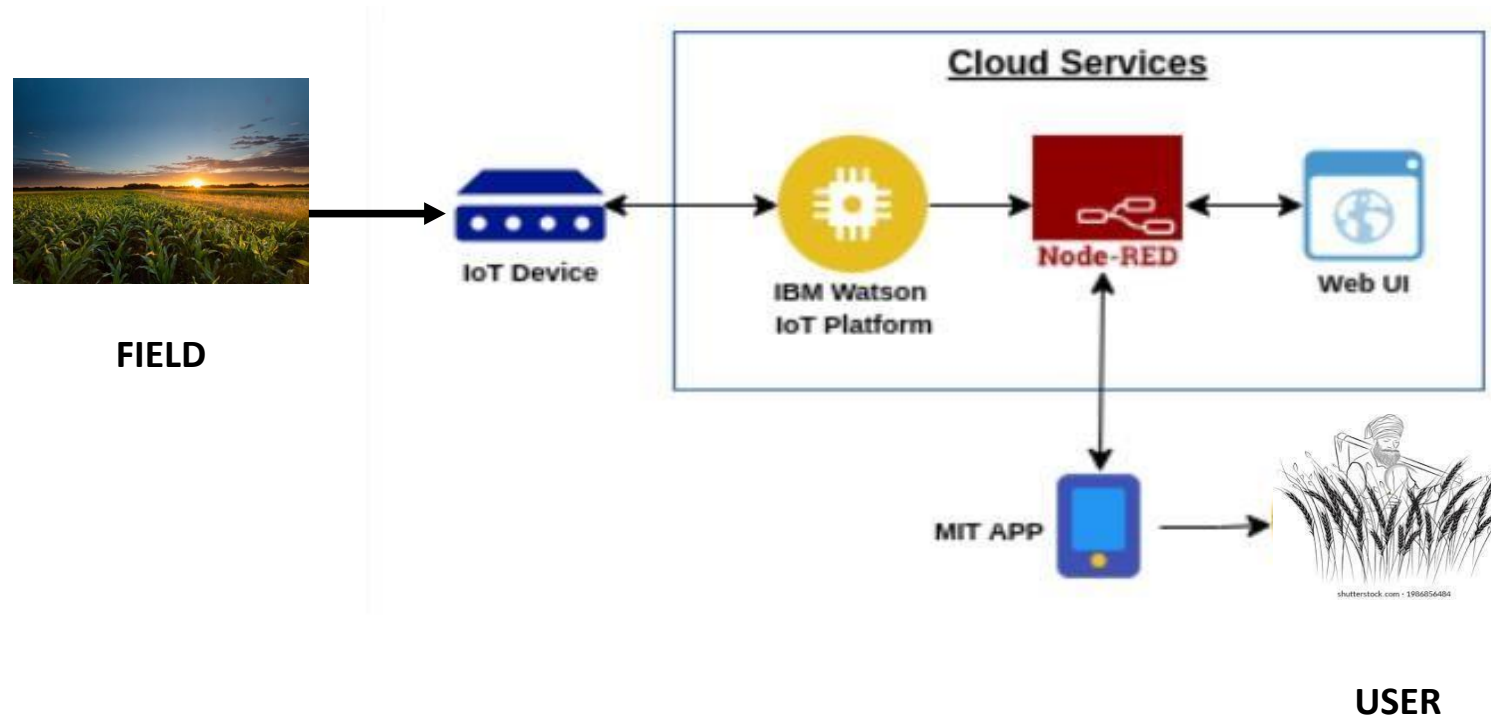 Cloud Services
IoT Device
IBM Watson
IoT Platform
Node-RED
Web UI
FIELD
MIT APP
shutterstock.com · 1986856484
USER